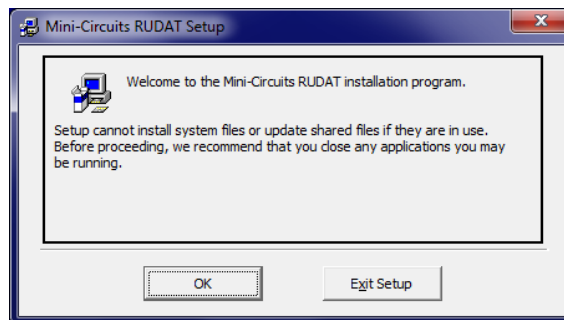 Mini-Circuits RUDAT Setup
Welcome to the Mini-Circuits RUDAT installation program.
Setup cannot install system files or update shared files if they are in use.
Before proceeding, we recommend that you close any applications you may
be running.
OK
Exit Setup